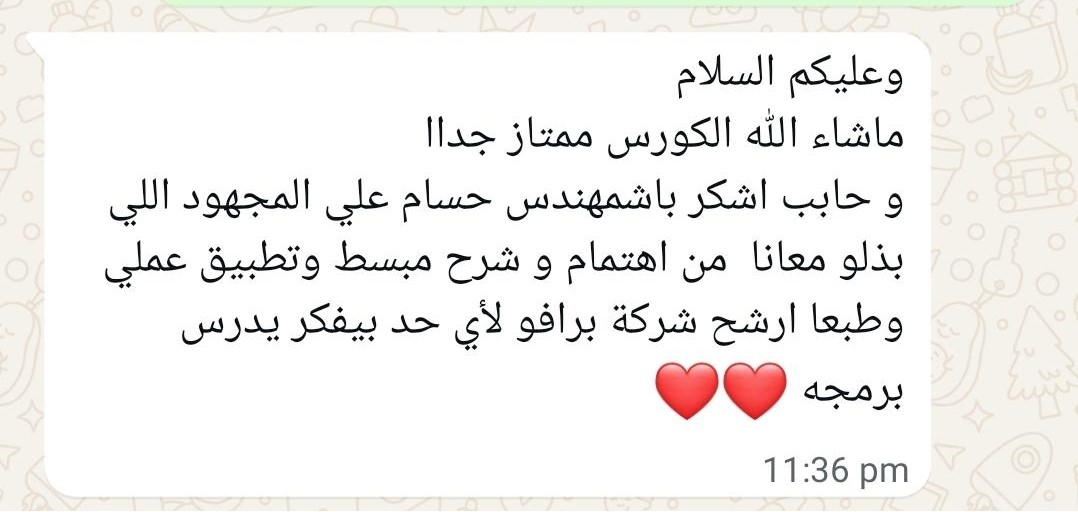 وعليكم السلام
ماشاء الله الكورس ممتاز جداا
و حابب اشكر باشمهندس حسام علي المجهود اللي
بذلو معانا من اهتمام و شرح مبسط وتطبيق عملي
وطبعا ارشح شركة برافو لأي حد بيفكر يدرس
برمجه ❤️❤️
11:36 pm